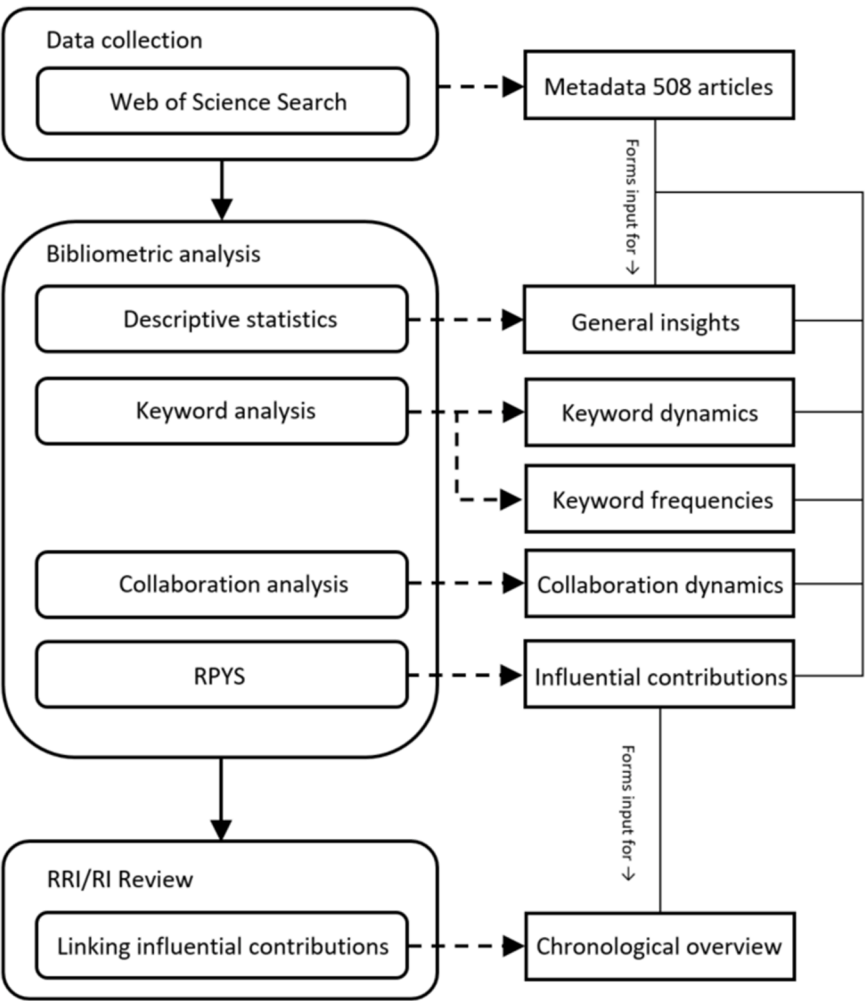 Data collection
Web of Science Search
Metadata 508 articles
Forms input for →
Bibliometric analysis
Descriptive statistics
General insights
Keyword analysis
Keyword dynamics
Keyword frequencies
Collaboration analysis
Collaboration dynamics
RPYS
Influential contributions
Forms input for →
RRI/RI Review
Linking influential contributions
Chronological overview